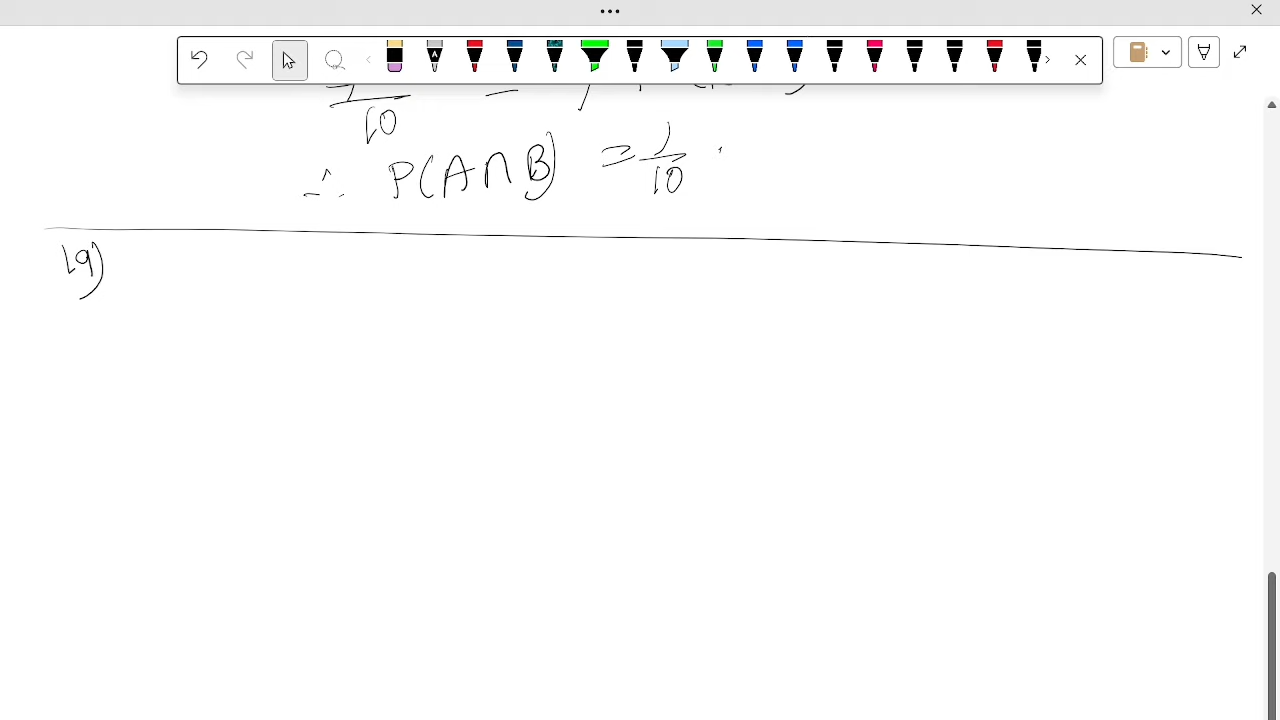 10
∴ P(A∩B) = 1/10 .
19)